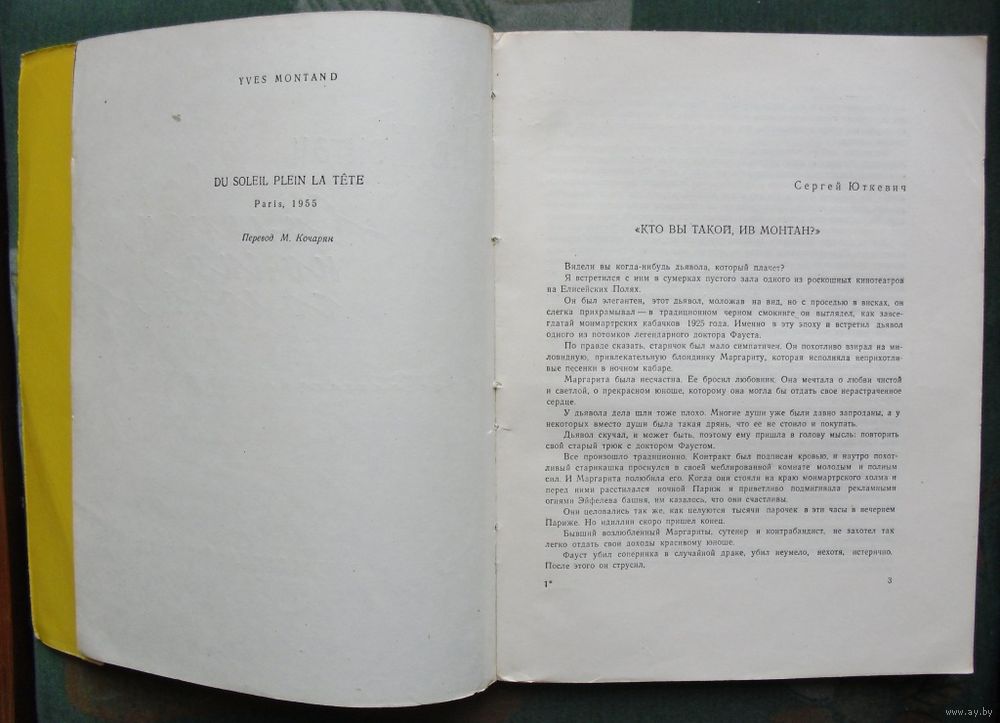 YVES MONTAND
DU SOLEIL PLEIN LA TÊTE
Paris, 1955
Перевод М. Кочарян
Сергей Юткевич
«КТО ВЫ ТАКОЙ, ИВ МОНТАН?»
Видели вы когда-нибудь дьявола, который плачет?
Я встретился с ним в сумерках пустого зала одного из роскошных кинотеатров
на Елисейских Полях.
Он был элегантен, этот дьявол, моложав на вид, но с проседью в висках, он
слегка прихрамывал — в традиционном черном смокинге он выглядел, как завсе-
гдатай монмартрских кабачков 1925 года. Именно в эту эпоху и встретил дьявол
одного из потомков легендарного доктора Фауста.
По правде сказать, старичок был мало симпатичен. Он похотливо взирал на ми-
ловидную, привлекательную блондинку Маргариту, которая исполняла неприхотли-
вые песенки в ночном кабаре.
Маргарита была несчастна. Ее бросил любовник. Она мечтала о любви чистой
и светлой, о прекрасном юноше, которому она могла бы отдать свое нерастраченное
сердце.
У дьявола дела шли тоже плохо. Многие души уже были давно запроданы, а у
некоторых вместо души была такая дрянь, что ее не стоило и покупать.
Дьявол скучал, и может быть, поэтому ему пришла в голову мысль: повторить
свой старый трюк с доктором Фаустом.
Все произошло традиционно. Контракт был подписан кровью, и наутро похот-
ливый старикашка проснулся в своей меблированной комнате молодым и полным
сил. И Маргарита полюбила его. Когда они стояли на краю монмартрского холма и
перед ними расстилался ночной Париж и приветливо подмигивала рекламными
огнями Эйфелева башня, им казалось, что они счастливы.
Они целовались так же, как целуются тысячи парочек в эти часы в вечернем
Париже. Но идиллии скоро пришел конец.
Бывший возлюбленный Маргариты, сутенер и контрабандист, не захотел так
легко отдать свои доходы красивому юноше.
Фауст убил соперника в случайной драке, убил неумело, нехотя, истерично.
После этого он струсил.
1*
3
www.ay.by